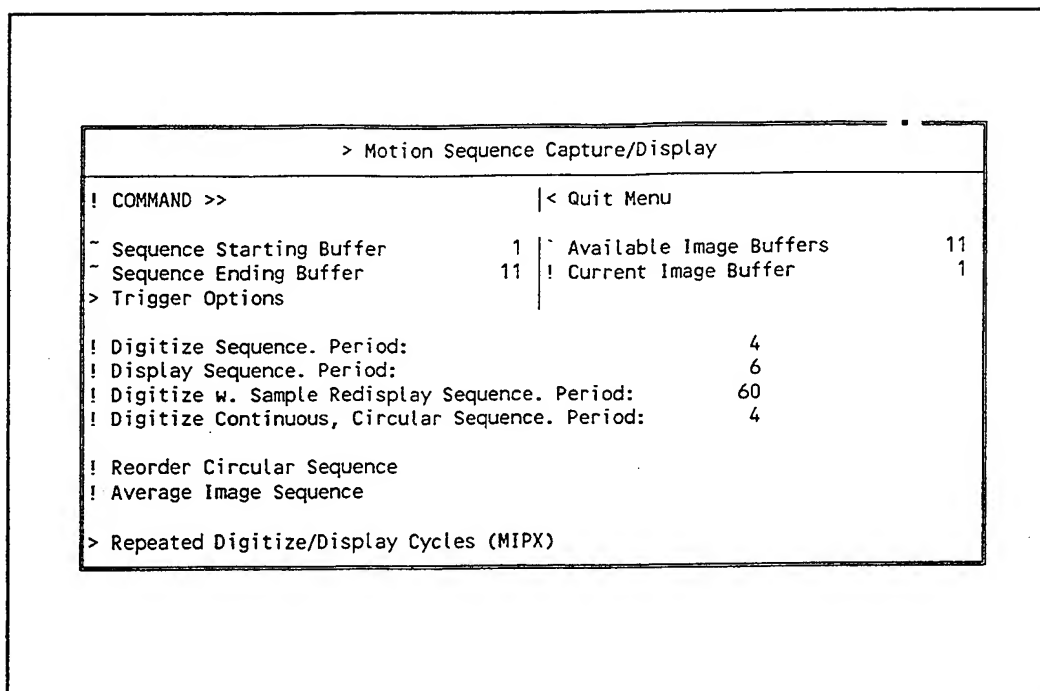 > Motion Sequence Capture/Display
! COMMAND >> |< Quit Menu
~ Sequence Starting Buffer 1 |` Available Image Buffers 11
~ Sequence Ending Buffer 11 |! Current Image Buffer 1
> Trigger Options |
! Digitize Sequence. Period: 4
! Display Sequence. Period: 6
! Digitize w. Sample Redisplay Sequence. Period: 60
! Digitize Continuous, Circular Sequence. Period: 4
! Reorder Circular Sequence
! Average Image Sequence
> Repeated Digitize/Display Cycles (MIPX)